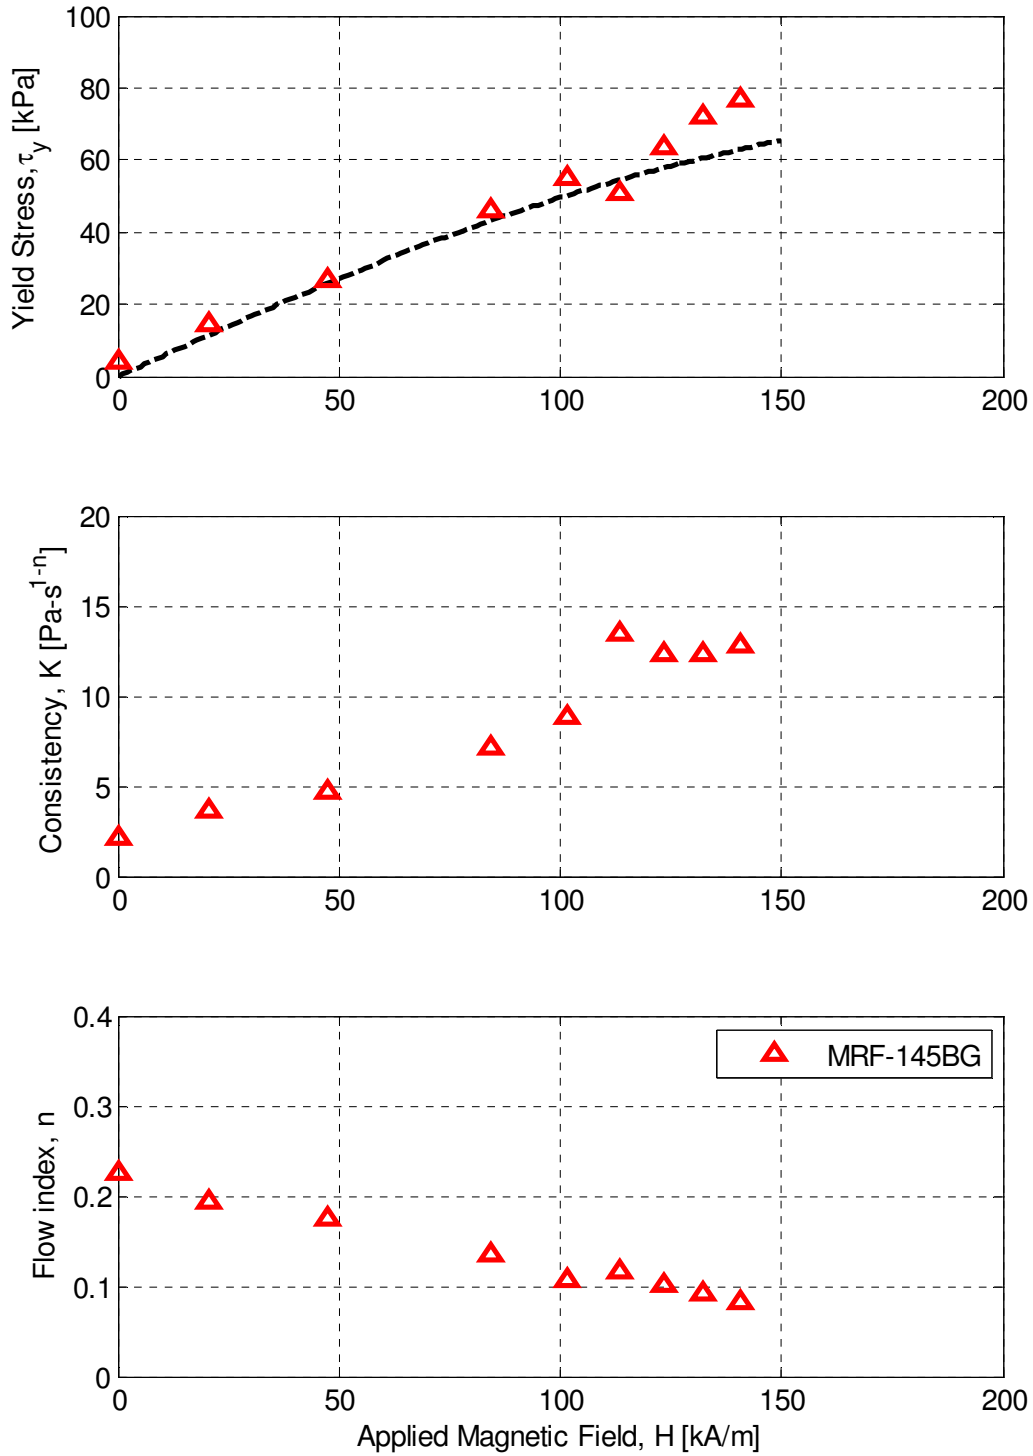 100
80
60
40
20
0
Yield Stress, τy [kPa]
0 50 100 150 200
20
15
10
5
0
Consistency, K [Pa-s1-n]
0 50 100 150 200
0.4
0.3
0.2
0.1
0
Flow index, n
MRF-145BG
0 50 100 150 200
Applied Magnetic Field, H [kA/m]